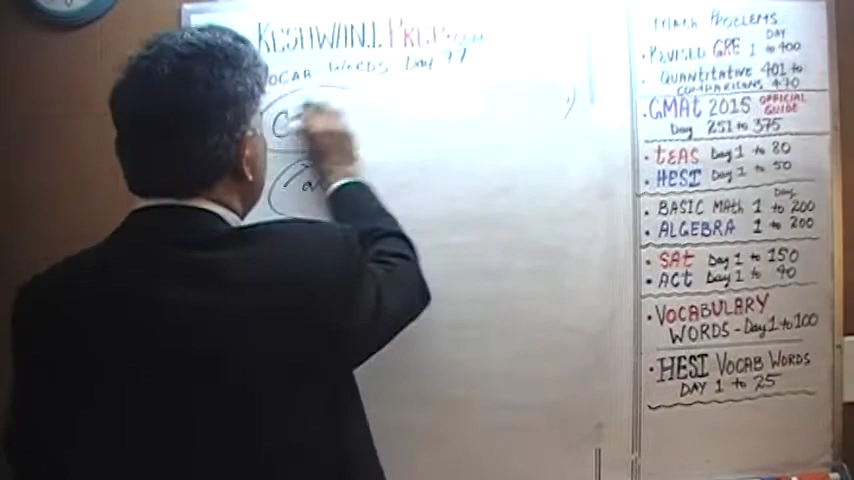 KESHWANI PREP
VOCAB WORDS Day 97
MATH PROBLEMS
DAY
• REVISED GRE 1 to 400
• QUANTITATIVE 401 to
COMPARISONS 430
• GMAT 2015 OFFICIAL GUIDE
Day 251 to 375
• TEAS Day 1 to 80
• HESI Day 1 to 50
DAY
• BASIC MATH 1 to 200
• ALGEBRA 1 to 200
• SAT Day 1 to 150
• ACT Day 1 to 90
• VOCABULARY
WORDS - Day 1 to 100
• HESI VOCAB WORDS
DAY 1 to 25